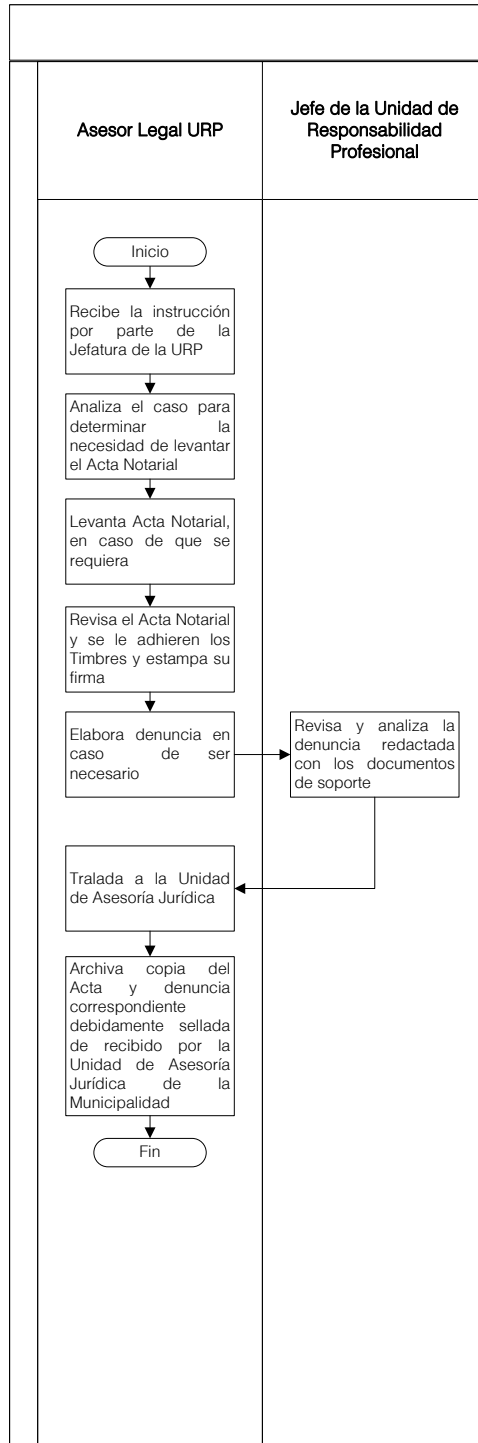 Asesor Legal URP
Jefe de la Unidad de
Responsabilidad
Profesional
Inicio
Recibe la instrucción
por parte de la
Jefatura de la URP
Analiza el caso para
determinar la
necesidad de levantar
el Acta Notarial
Levanta Acta Notarial,
en caso de que se
requiera
Revisa el Acta Notarial
y se le adhieren los
Timbres y estampa su
firma
Elabora denuncia en
caso de ser
necesario
Revisa y analiza la
denuncia redactada
con los documentos
de soporte
Tralada a la Unidad
de Asesoría Jurídica
Archiva copia del
Acta y denuncia
correspondiente
debidamente sellada
de recibido por la
Unidad de Asesoría
Jurídica de la
Municipalidad
Fin